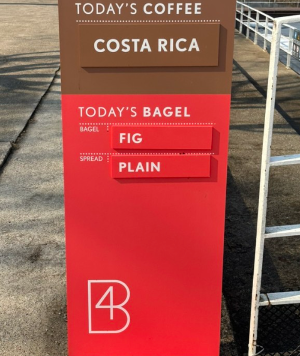 TODAY'S COFFEE
COSTA RICA
TODAY'S BAGEL
BAGEL
FIG
SPREAD
PLAIN
B4